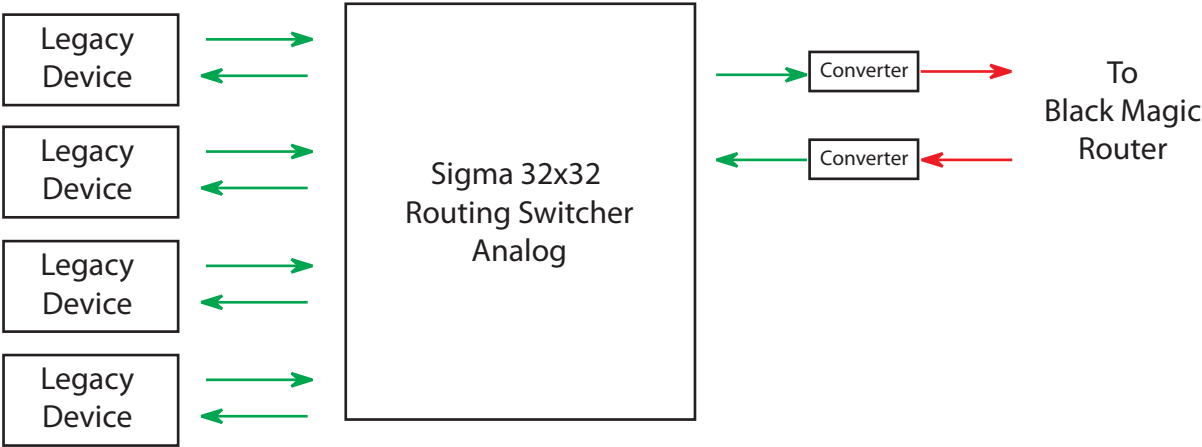 Legacy
Device
Legacy
Device
Legacy
Device
Legacy
Device
Sigma 32x32
Routing Switcher
Analog
Converter
Converter
To
Black Magic
Router